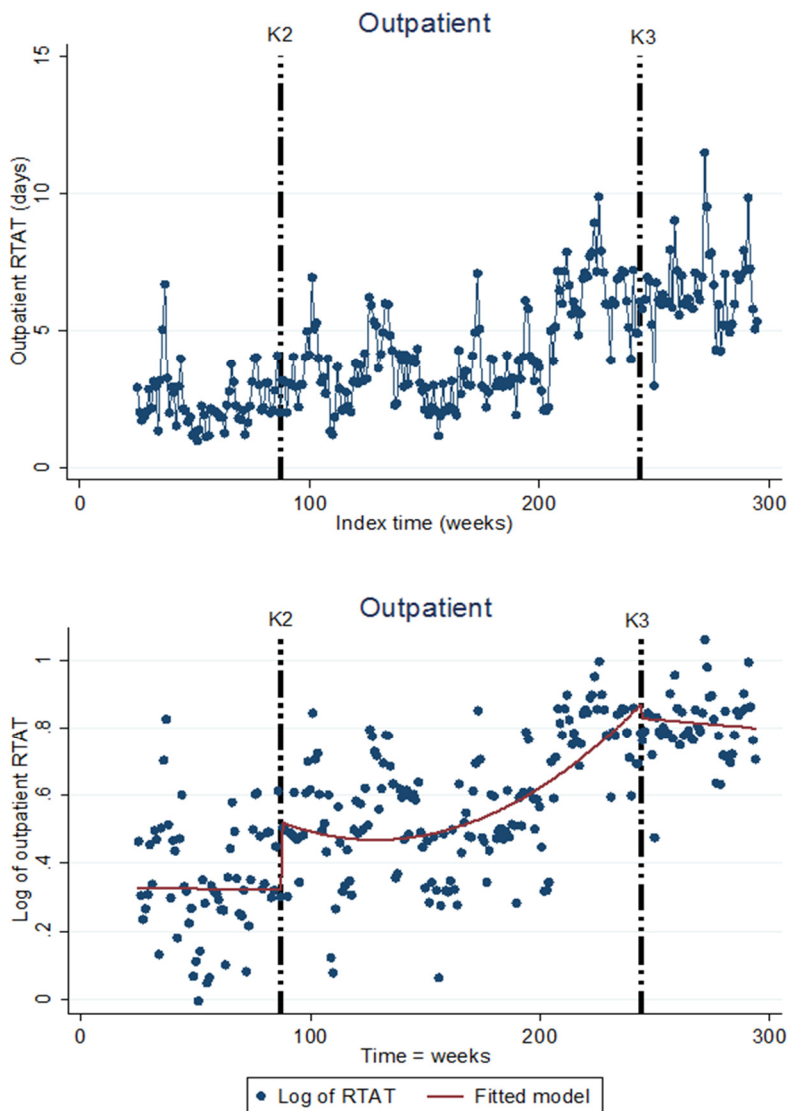 Outpatient
K2
K3
Outpatient RTAT (days)
15
10
5
0
0
100
200
300
Index time (weeks)
Outpatient
K2
K3
Log of outpatient RTAT
1
.8
.6
.4
.2
0
0
100
200
300
Time = weeks
Log of RTAT
Fitted model